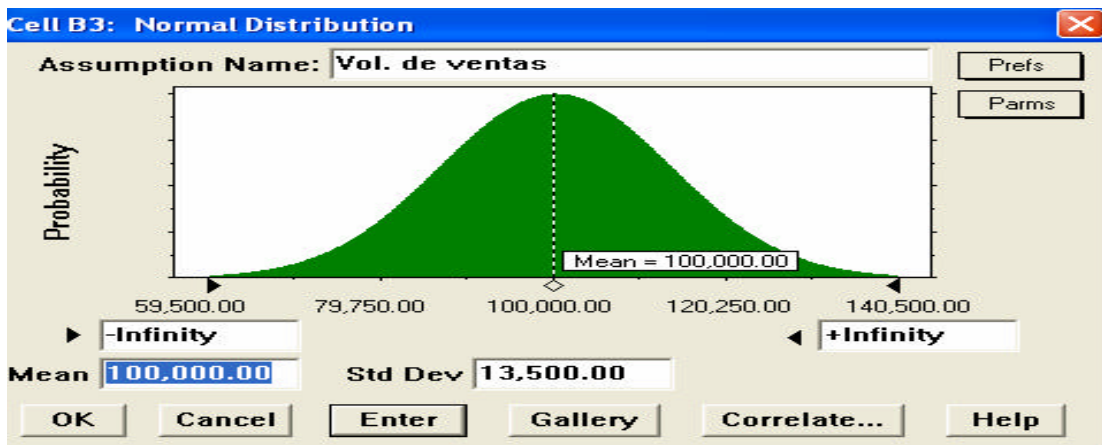 Cell B3: Normal Distribution
Assumption Name: Vol. de ventas
Prefs
Parms
Probability
Mean = 100,000.00
59,500.00 79,750.00 100,000.00 120,250.00 140,500.00
-Infinity +Infinity
Mean 100,000.00 Std Dev 13,500.00
OK Cancel Enter Gallery Correlate... Help